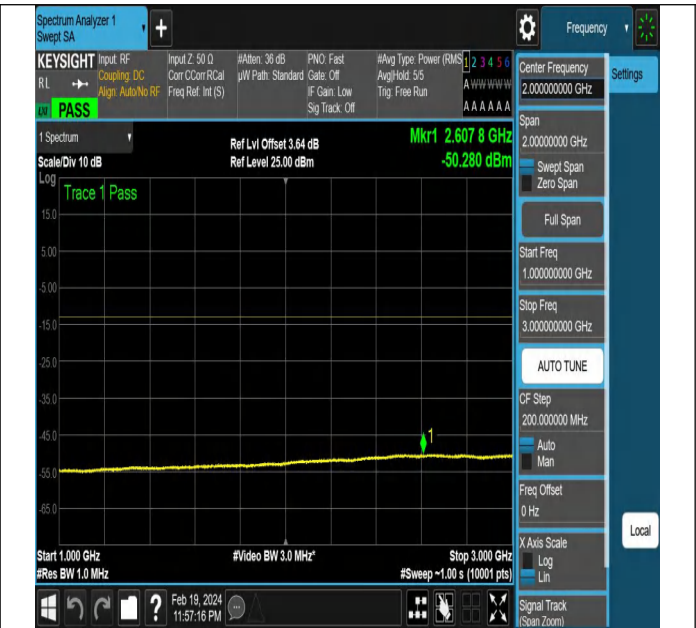 Spectrum Analyzer 1
Swept SA
+
Frequency
KEYSIGHT
Input: RF
Coupling: DC
Align: Auto/No RF
Input Z: 50 Ω
Corr CCorr RCal
Freq Ref: Int (S)
#Atten: 36 dB
µW Path: Standard
PNO: Fast
Gate: Off
IF Gain: Low
Sig Track: Off
#Avg Type: Power (RMS
Avg|Hold: 5/5
Trig: Free Run
1 2 3 4 5 6
A W W W W W
A A A A A A
RL
PASS
1 Spectrum
Scale/Div 10 dB
Ref Lvl Offset 3.64 dB
Ref Level 25.00 dBm
Mkr1 2.607 8 GHz
-50.280 dBm
Log
Trace 1 Pass
15.0
5.00
-5.00
-15.0
-25.0
-35.0
-45.0
-55.0
-65.0
1
Start 1.000 GHz
#Res BW 1.0 MHz
#Video BW 3.0 MHz*
Stop 3.000 GHz
#Sweep ~1.00 s (10001 pts)
Feb 19, 2024
11:57:16 PM
?
Settings
Center Frequency
2.000000000 GHz
Span
2.00000000 GHz
Swept Span
Zero Span
Full Span
Start Freq
1.000000000 GHz
Stop Freq
3.000000000 GHz
AUTO TUNE
CF Step
200.000000 MHz
Auto
Man
Freq Offset
0 Hz
X Axis Scale
Log
Lin
Signal Track
(Span Zoom)
Local